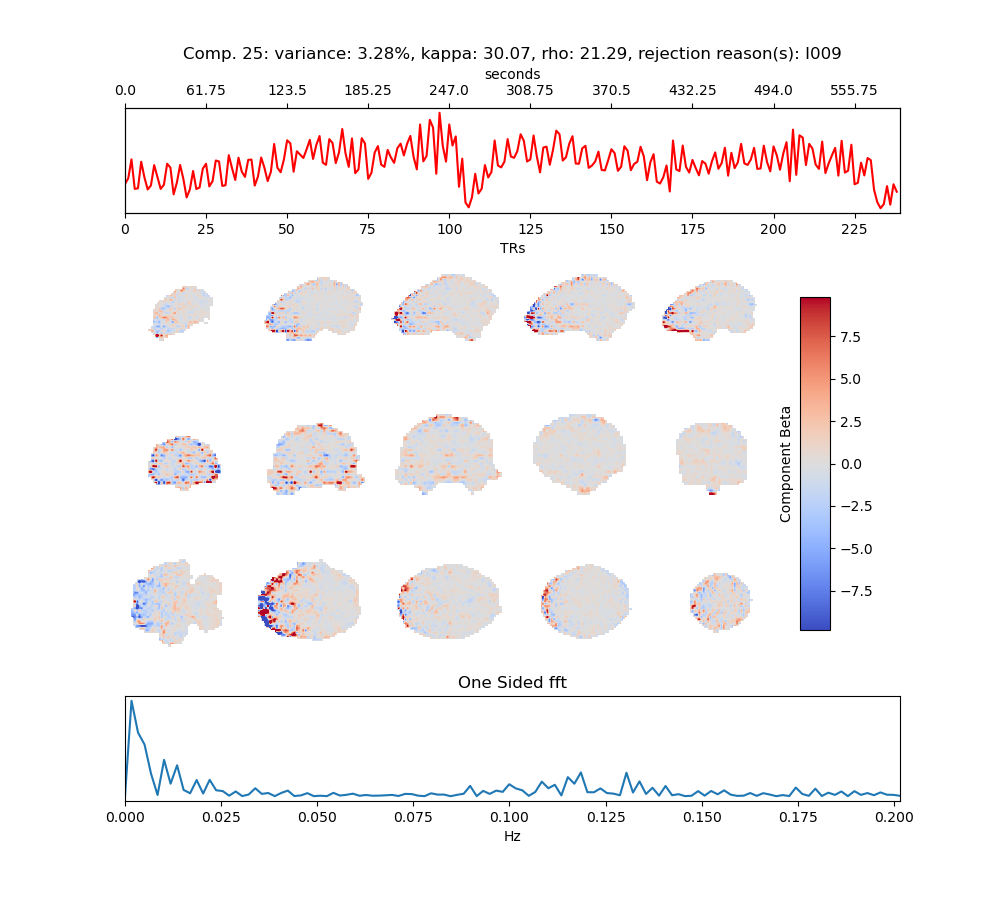 Comp. 25: variance: 3.28%, kappa: 30.07, rho: 21.29, rejection reason(s): I009
seconds
0.0 61.75 123.5 185.25 247.0 308.75 370.5 432.25 494.0 555.75
0 25 50 75 100 125 150 175 200 225
TRs
7.5
5.0
2.5
0.0
−2.5
−5.0
−7.5
Component Beta
One Sided fft
0.000 0.025 0.050 0.075 0.100 0.125 0.150 0.175 0.200
Hz